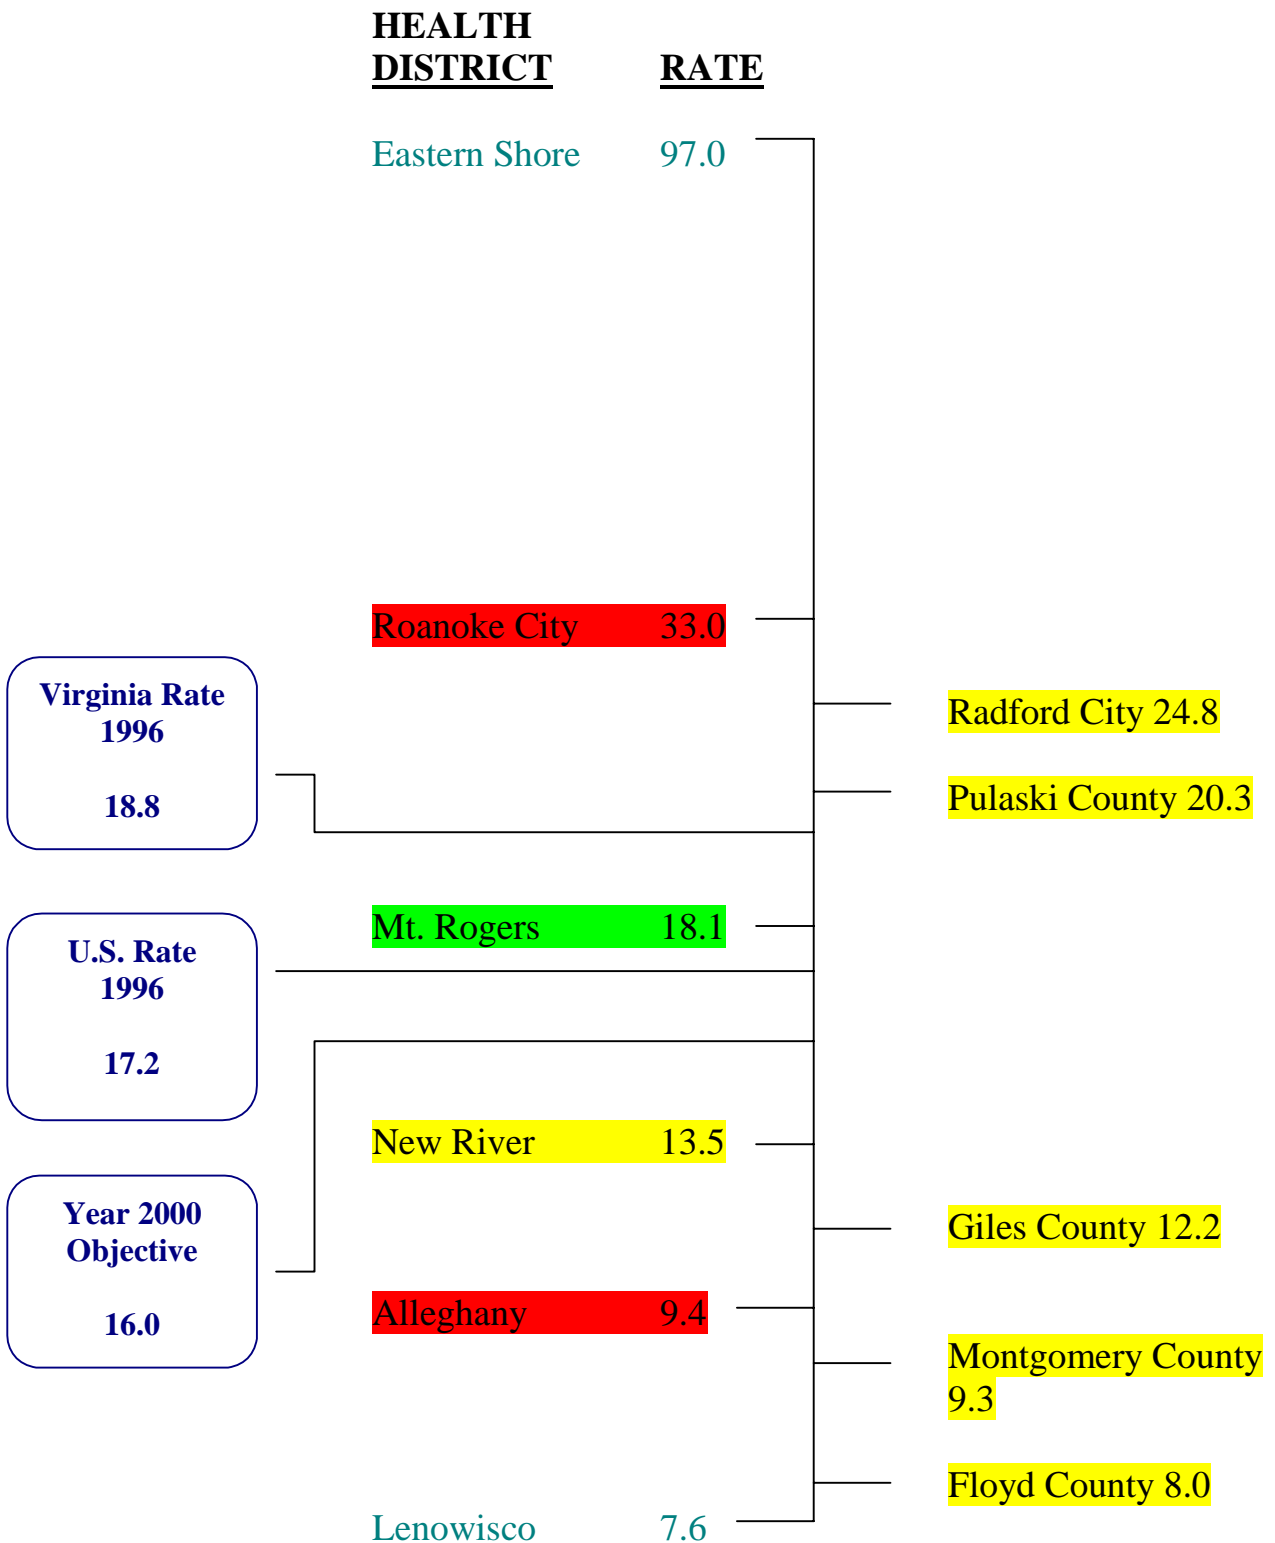 HEALTH
DISTRICT RATE
Eastern Shore 97.0
Roanoke City 33.0
Virginia Rate
1996
18.8
Radford City 24.8
Pulaski County 20.3
Mt. Rogers 18.1
U.S. Rate
1996
17.2
New River 13.5
Year 2000
Objective
16.0
Giles County 12.2
Alleghany 9.4
Montgomery County
9.3
Floyd County 8.0
Lenowisco 7.6